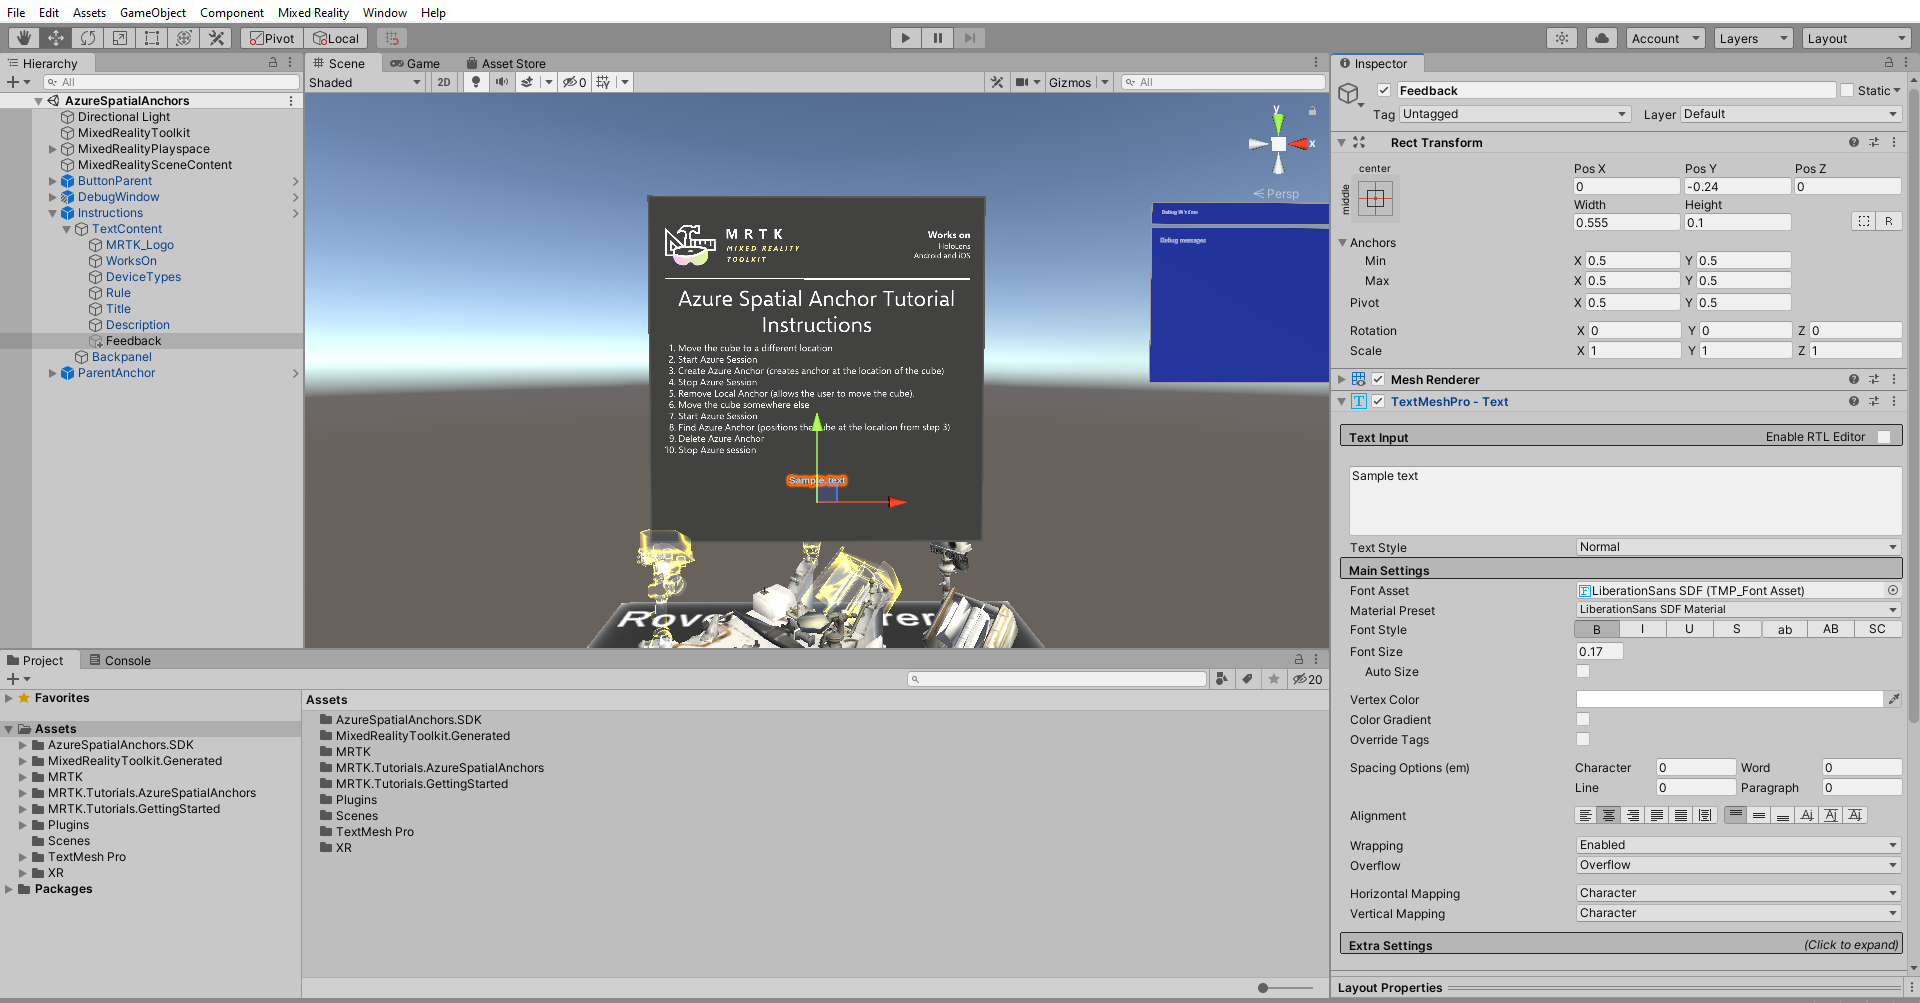 File Edit Assets GameObject Component Mixed Reality Window Help
Pivot Local Account Layers Layout
Hierarchy
All
AzureSpatialAnchors
Directional Light
MixedRealityToolkit
MixedRealityPlayspace
MixedRealitySceneContent
ButtonParent
DebugWindow
Instructions
TextContent
MRTK_Logo
WorksOn
DeviceTypes
Rule
Title
Description
Feedback
Backpanel
ParentAnchor
Scene Game Asset Store
Shaded 2D 0 Gizmos All
y
x
Persp
MRTK
MIXED REALITY
TOOLKIT
Works on
HoloLens
Android and iOS
Azure Spatial Anchor Tutorial
Instructions
1. Move the cube to a different location
2. Start Azure Session
3. Create Azure Anchor (creates anchor at the location of the cube)
4. Stop Azure Session
5. Remove Local Anchor (allows the user to move the cube).
6. Move the cube somewhere else
7. Start Azure Session
8. Find Azure Anchor (positions the cube at the location from step 3)
9. Delete Azure Anchor
10. Stop Azure session
Sample text
Debug Window
Debug messages
Inspector
Feedback Static
Tag Untagged Layer Default
Rect Transform
center
middle
Pos X Pos Y Pos Z
0 -0.24 0
Width Height
0.555 0.1 R
Anchors
Min X 0.5 Y 0.5
Max X 0.5 Y 0.5
Pivot X 0.5 Y 0.5
Rotation X 0 Y 0 Z 0
Scale X 1 Y 1 Z 1
Mesh Renderer
TextMeshPro - Text
Text Input Enable RTL Editor
Sample text
Text Style Normal
Main Settings
Font Asset LiberationSans SDF (TMP_Font Asset)
Material Preset LiberationSans SDF Material
Font Style B I U S ab AB SC
Font Size 0.17
Auto Size
Vertex Color
Color Gradient
Override Tags
Spacing Options (em) Character 0 Word 0
Line 0 Paragraph 0
Alignment
Wrapping Enabled
Overflow Overflow
Horizontal Mapping Character
Vertical Mapping Character
Extra Settings (Click to expand)
Layout Properties
Project Console
20
Favorites
Assets
AzureSpatialAnchors.SDK
MixedRealityToolkit.Generated
MRTK
MRTK.Tutorials.AzureSpatialAnchors
MRTK.Tutorials.GettingStarted
Plugins
Scenes
TextMesh Pro
XR
Packages
Assets
AzureSpatialAnchors.SDK
MixedRealityToolkit.Generated
MRTK
MRTK.Tutorials.AzureSpatialAnchors
MRTK.Tutorials.GettingStarted
Plugins
Scenes
TextMesh Pro
XR